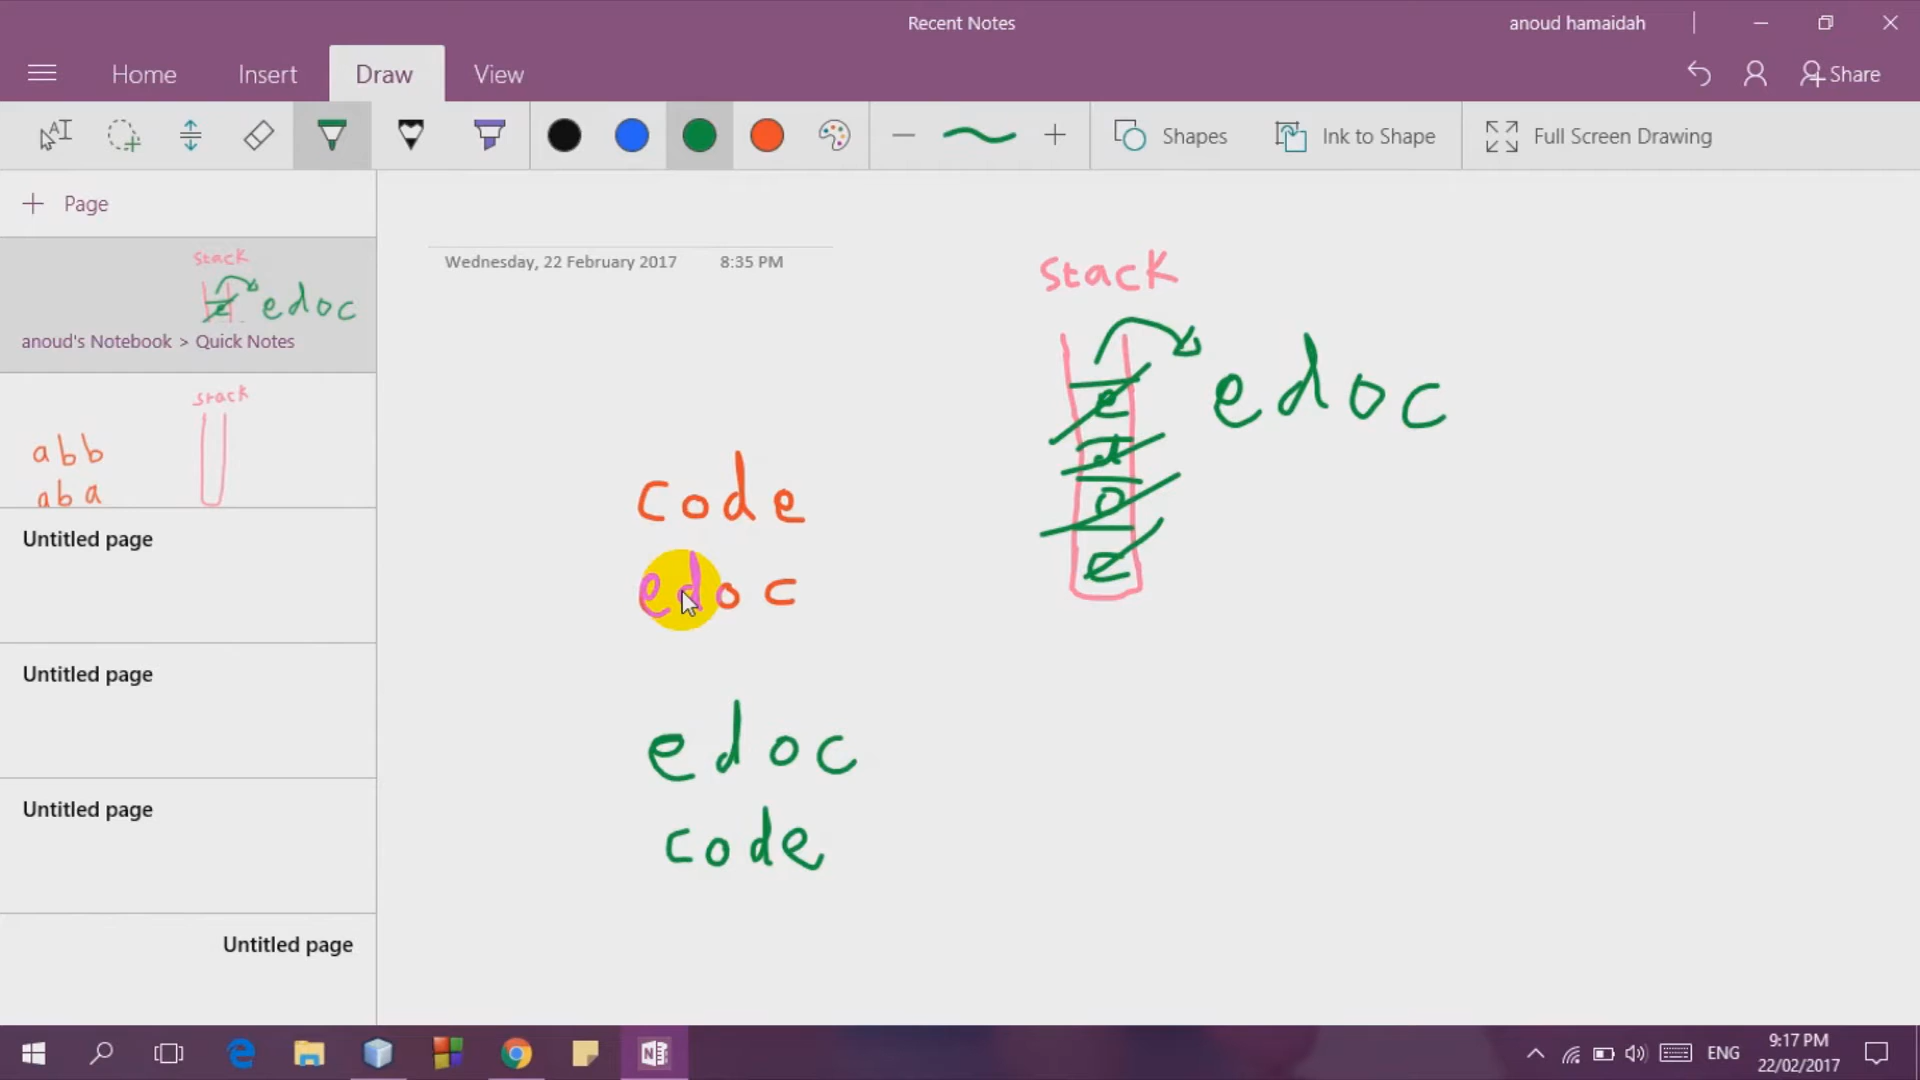 Recent Notes
anoud hamaidah
Home
Insert
Draw
View
Share
Shapes
Ink to Shape
Full Screen Drawing
+ Page
stack
e
edoc
anoud's Notebook > Quick Notes
stack
abb
aba
Untitled page
Untitled page
Untitled page
Untitled page
Wednesday, 22 February 2017 8:35 PM
code
edoc
edoc
code
stack
e
d
o
c
edoc
ENG
9:17 PM
22/02/2017